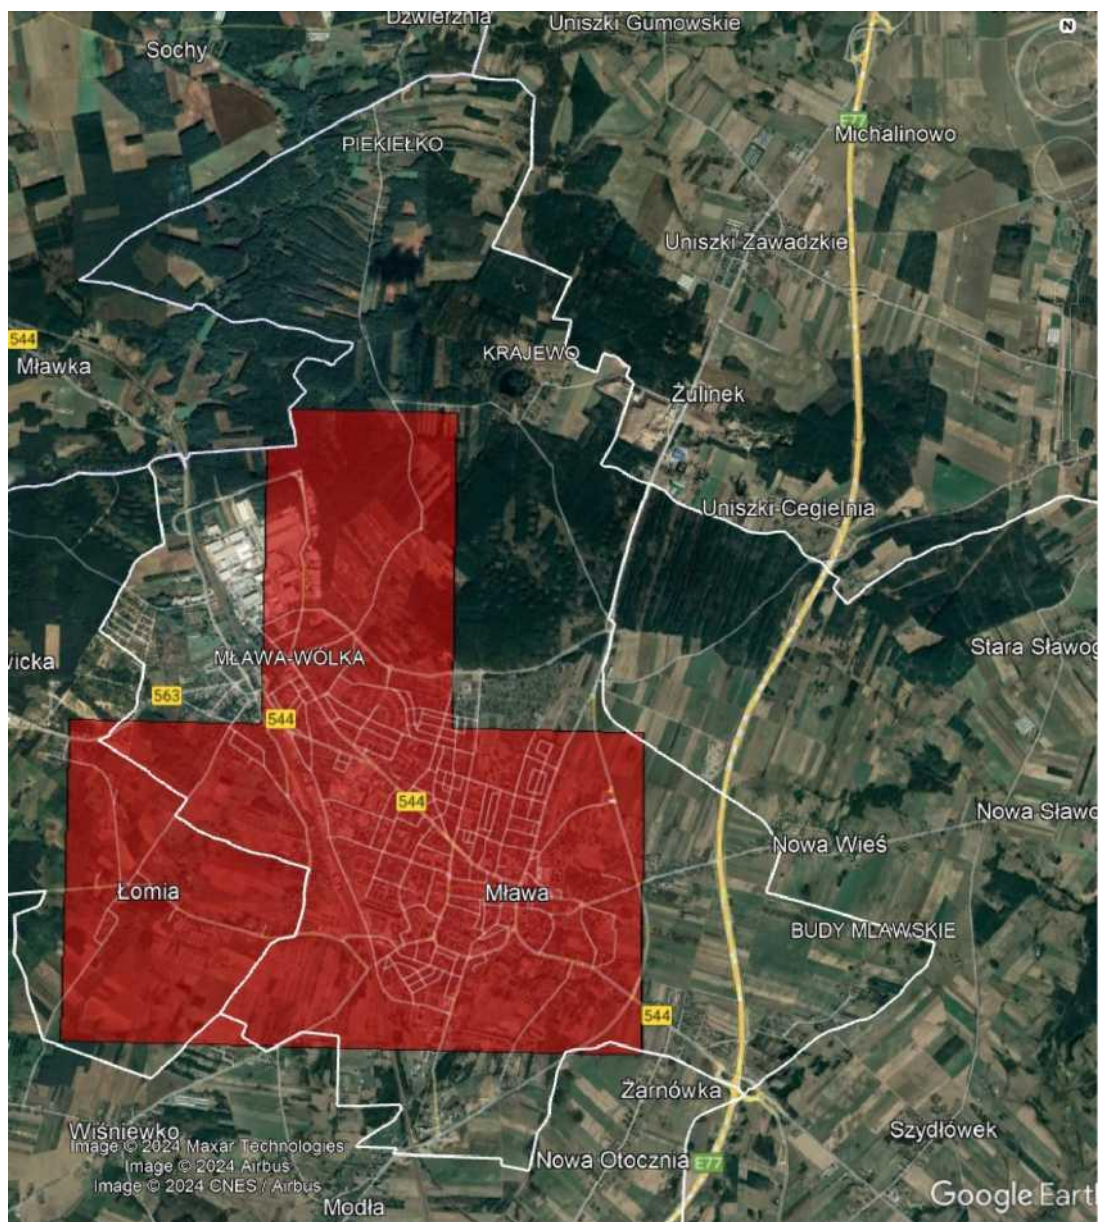 Dźwierznia
Uniszki Gumowskie
N
Sochy
E77
Michalinowo
PIEKIEŁKO
Uniszki Zawadzkie
544
Mławka
KRAJEWO
Żulinek
Uniszki-Cegielnia
Stara Sławog
wicka
MŁAWA-WÓLKA
563
544
544
Nowa Sławo
Nowa Wieś
Łomia
Mława
BUDY MLAWSKIE
544
Żarnówka
Wiśniewko
Szydłówek
Image © 2024 Maxar Technologies
Image © 2024 Airbus
Image © 2024 CNES / Airbus
Nowa Otocznia
E77
Modła
Google Earth